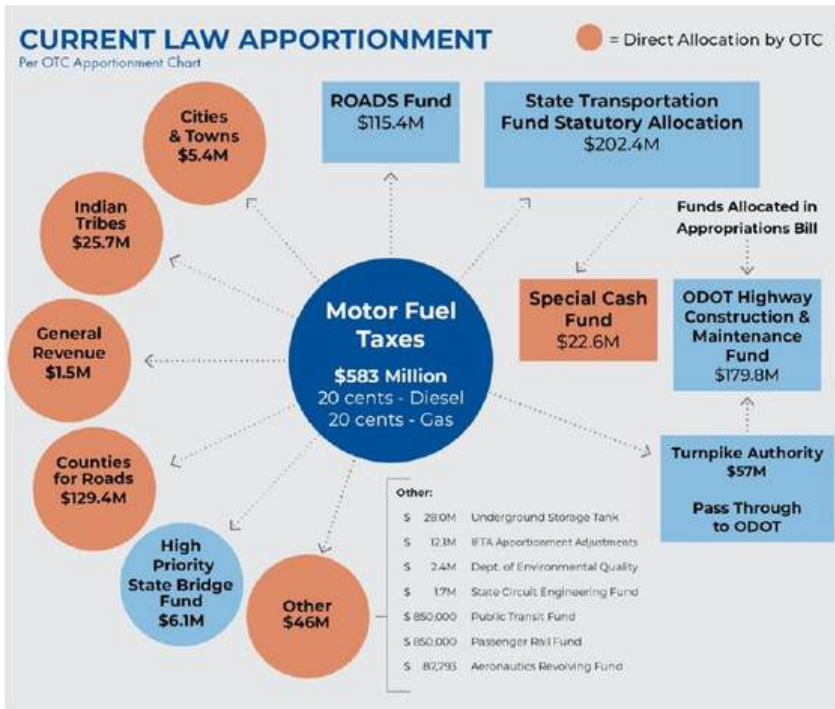 CURRENT LAW APPORTIONMENT
Per OTC Apportionment Chart
= Direct Allocation by OTC
Cities
& Towns
$5.4M
ROADS Fund
$115.4M
State Transportation
Fund Statutory Allocation
$202.4M
Indian
Tribes
$25.7M
Funds Allocated in
Appropriations Bill
General
Revenue
$1.5M
Motor Fuel
Taxes
$583 Million
20 cents - Diesel
20 cents - Gas
Special Cash
Fund
$22.6M
ODOT Highway
Construction &
Maintenance
Fund
$179.8M
Counties
for Roads
$129.4M
Turnpike Authority
$57M
Pass Through
to ODOT
High
Priority
State Bridge
Fund
$6.1M
Other
$46M
Other:
$ 28.0M Underground Storage Tank
$ 12.1M IFTA Apportionment Adjustments
$ 2.4M Dept. of Environmental Quality
$ 1.7M State Circuit Engineering Fund
$ 850,000 Public Transit Fund
$ 850,000 Passenger Rail Fund
$ 87,793 Aeronautics Revolving Fund